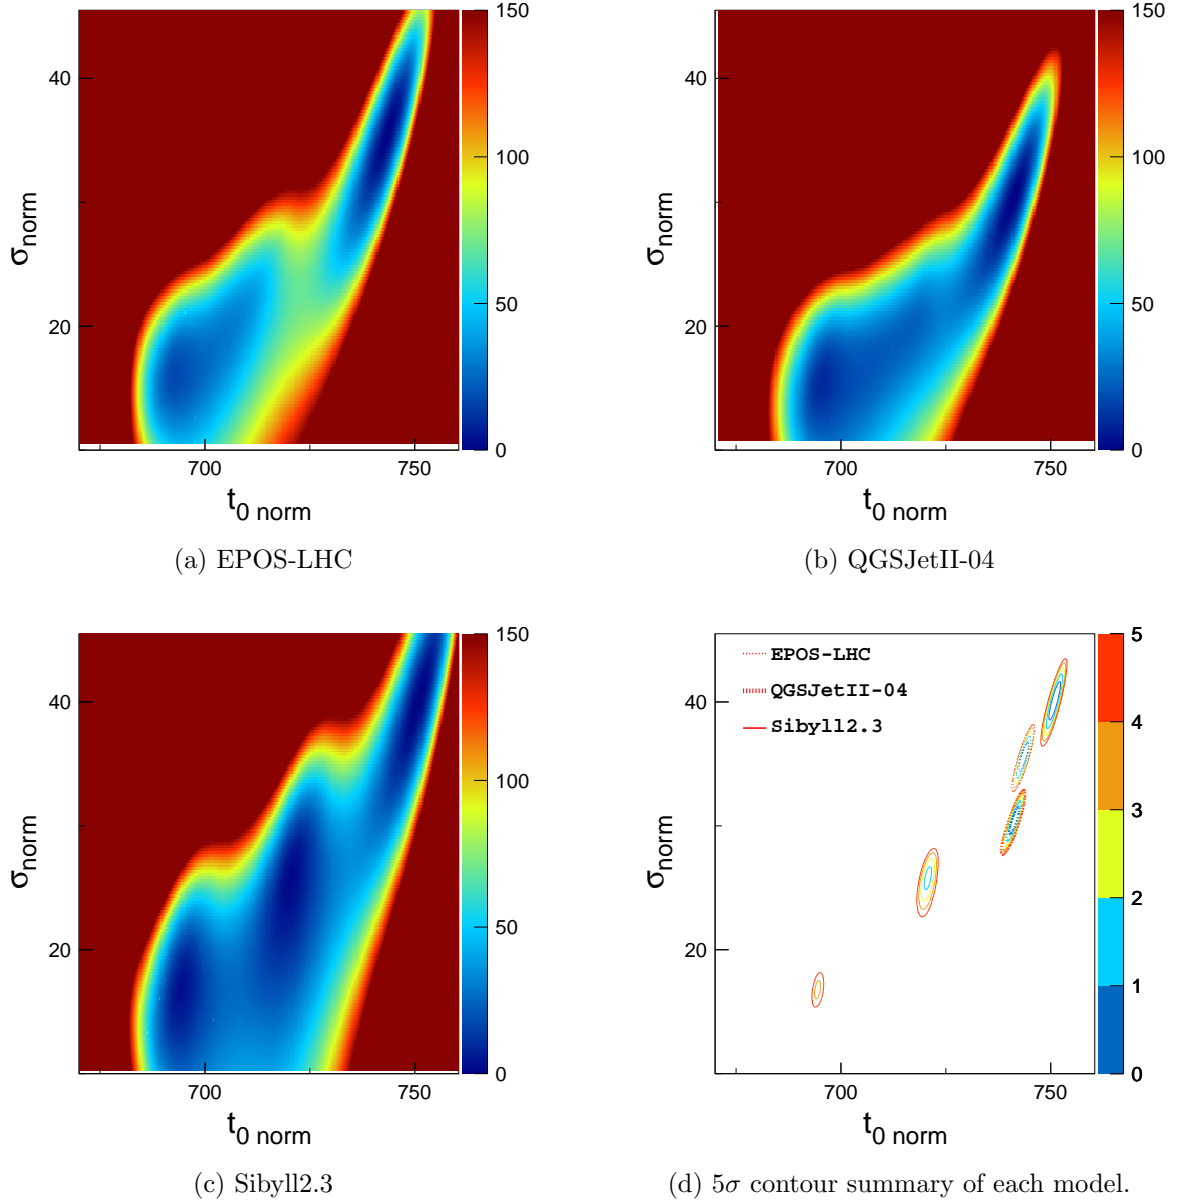 150
100
50
0
40
20
700
750
σnorm
t0 norm
(a) EPOS-LHC
150
100
50
0
40
20
700
750
σnorm
t0 norm
(b) QGSJetII-04
150
100
50
0
40
20
700
750
σnorm
t0 norm
(c) Sibyll2.3
EPOS-LHC
QGSJetII-04
Sibyll2.3
5
4
3
2
1
0
40
20
700
750
σnorm
t0 norm
(d) 5σ contour summary of each model.